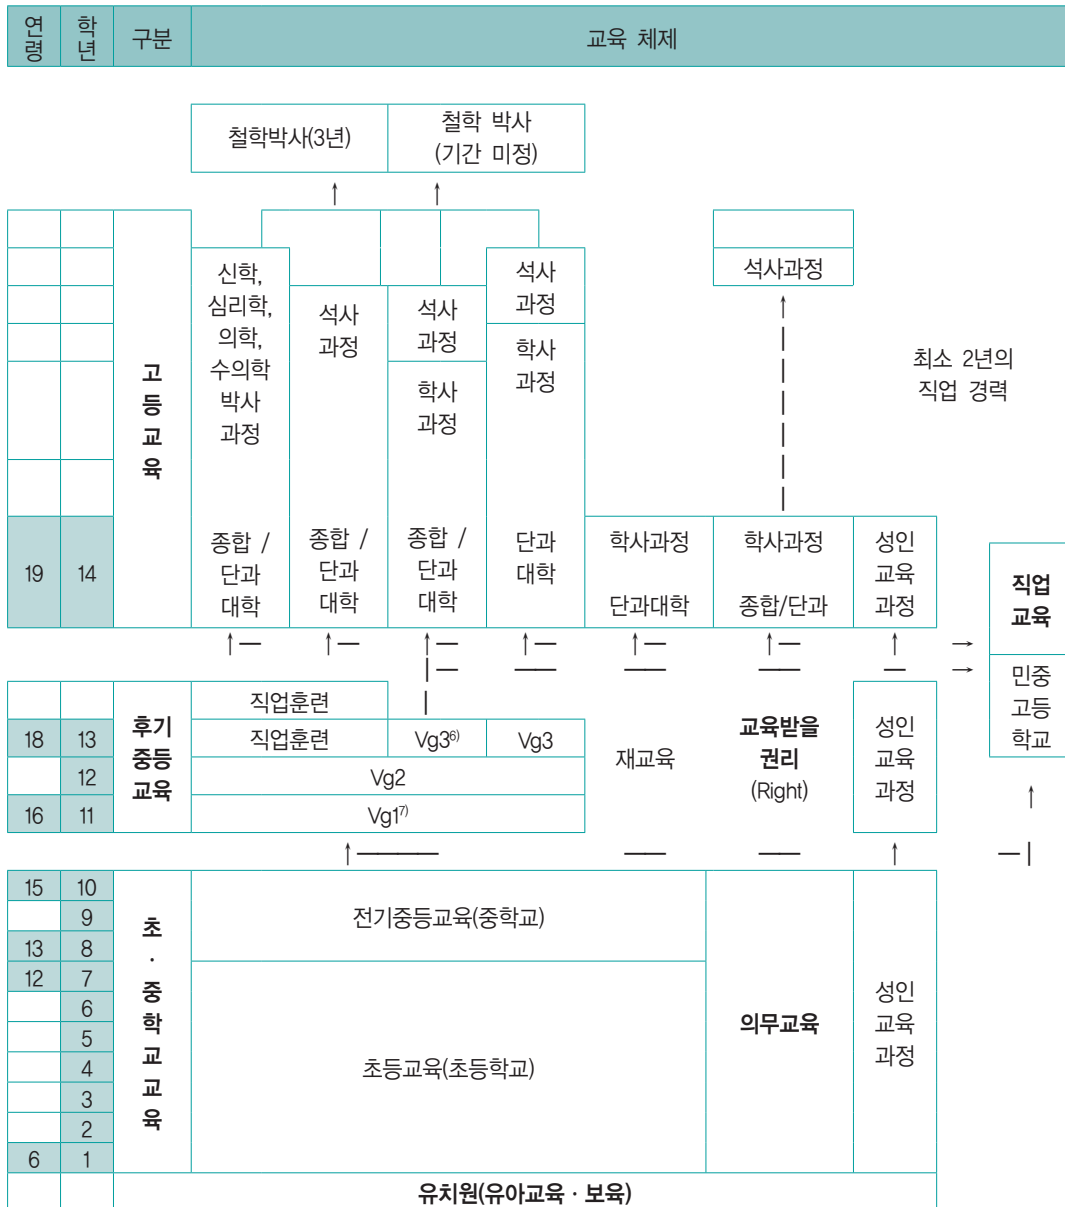 연령 학년 구분 교육 체제
철학박사(3년)
철학 박사
(기간 미정)
신학,
심리학,
의학,
수의학
박사
과정
석사
과정
석사
과정
학사
과정
석사
과정
학사
과정
석사과정
최소 2년의
직업 경력
고등교육
19 14
종합 /
단과
대학
종합 /
단과
대학
종합 /
단과
대학
단과
대학
학사과정
단과대학
학사과정
종합/단과
성인
교육
과정
직업
교육
민중
고등
학교
후기
중등
교육
직업훈련
18 13 직업훈련 Vg3⁶⁾ Vg3
12 Vg2
16 11 Vg1⁷⁾
재교육
교육받을
권리
(Right)
성인
교육
과정
초·중학교교육
15 10
9
13 8
전기중등교육(중학교)
12 7
6
5
4
3
2
6 1
초등교육(초등학교)
의무교육
성인
교육
과정
유치원(유아교육·보육)